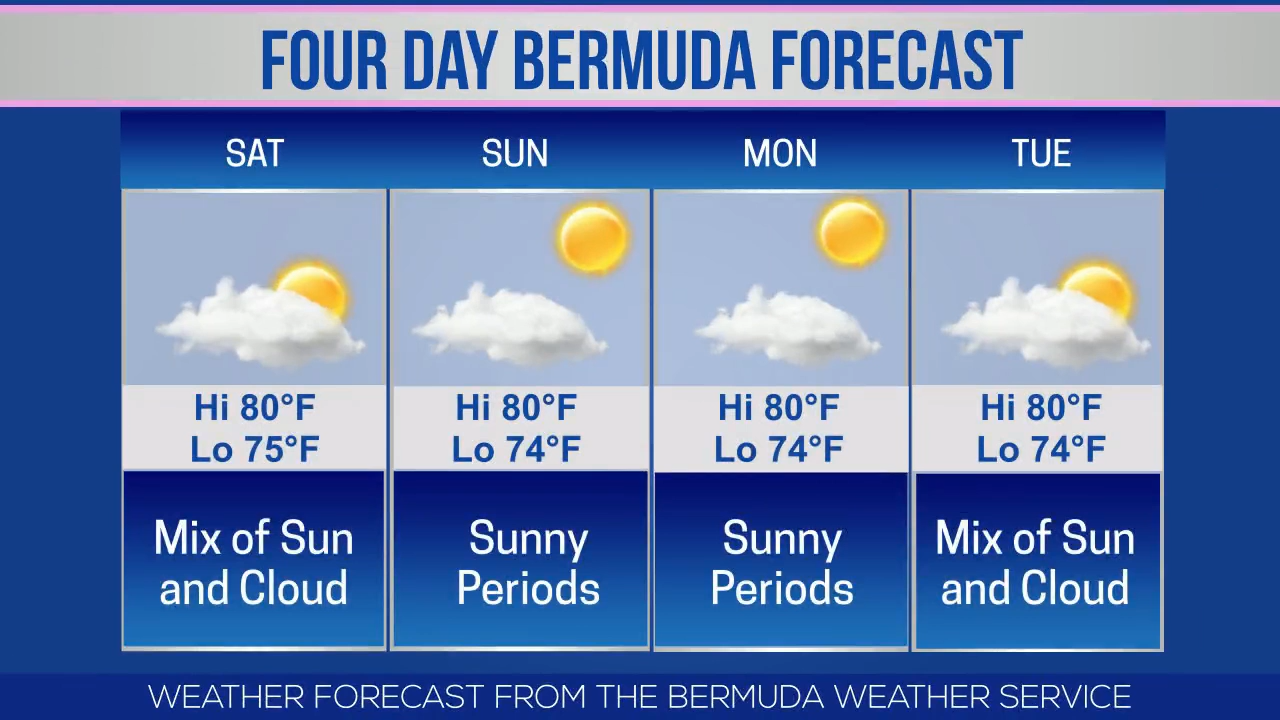 FOUR DAY BERMUDA FORECAST
SAT
SUN
MON
TUE
Hi 80°F
Lo 75°F
Hi 80°F
Lo 74°F
Hi 80°F
Lo 74°F
Hi 80°F
Lo 74°F
Mix of Sun
and Cloud
Sunny
Periods
Sunny
Periods
Mix of Sun
and Cloud
WEATHER FORECAST FROM THE BERMUDA WEATHER SERVICE